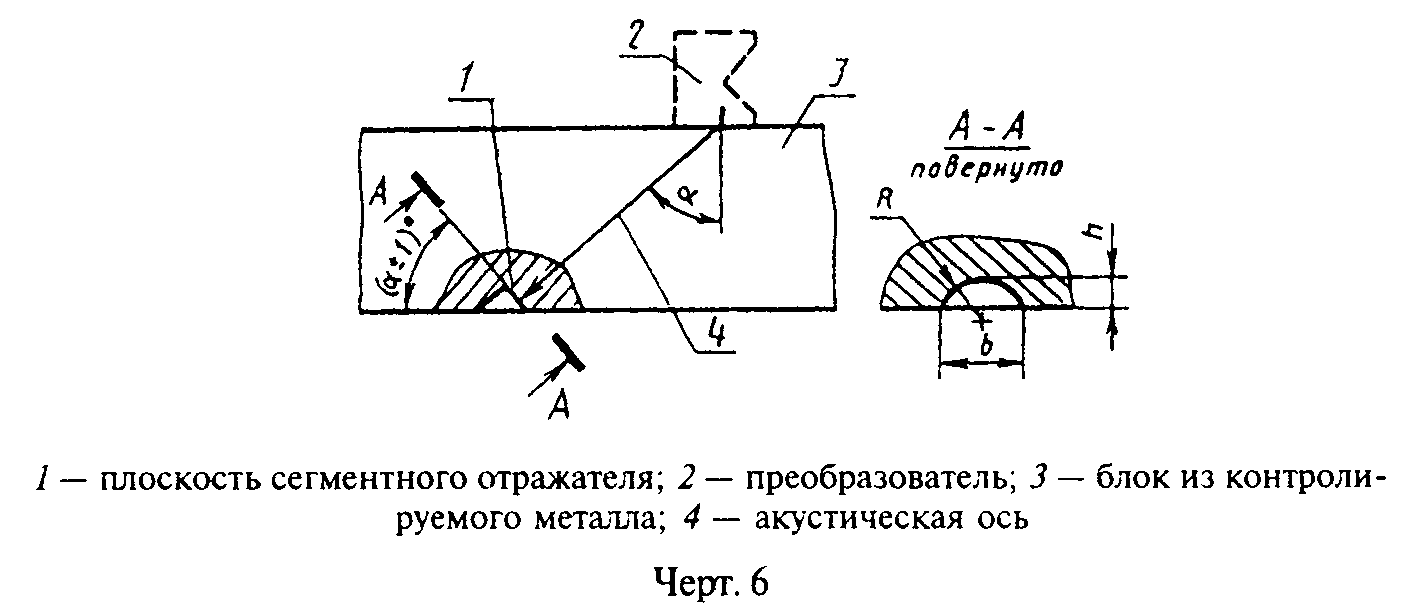 1
2
3
A - A
повернуто
A
(α±1)°
α
R
h
4
b
A
1 — плоскость сегментного отражателя; 2 — преобразователь; 3 — блок из контроли-
руемого металла; 4 — акустическая ось
Черт. 6